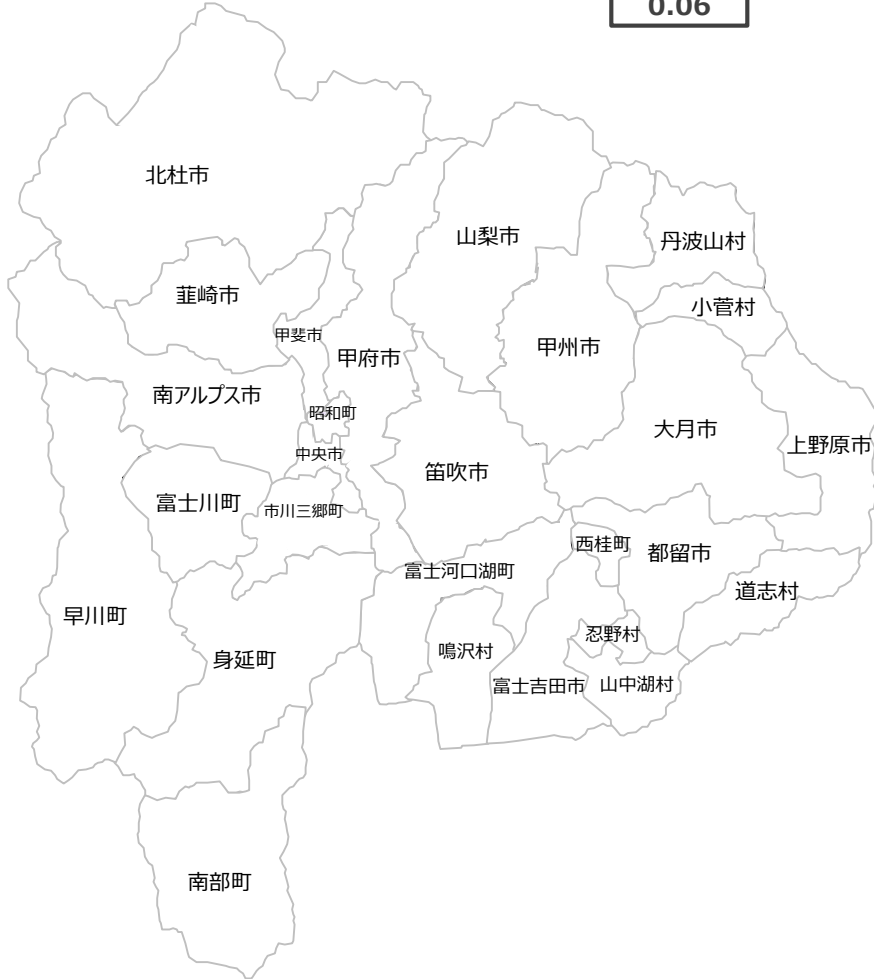 0.06
北杜市
山梨市
丹波山村
韮崎市
小菅村
甲斐市
甲府市
甲州市
南アルプス市
昭和町
大月市
上野原市
中央市
笛吹市
富士川町
市川三郷町
西桂町
都留市
富士河口湖町
道志村
早川町
忍野村
鳴沢村
身延町
富士吉田市
山中湖村
南部町